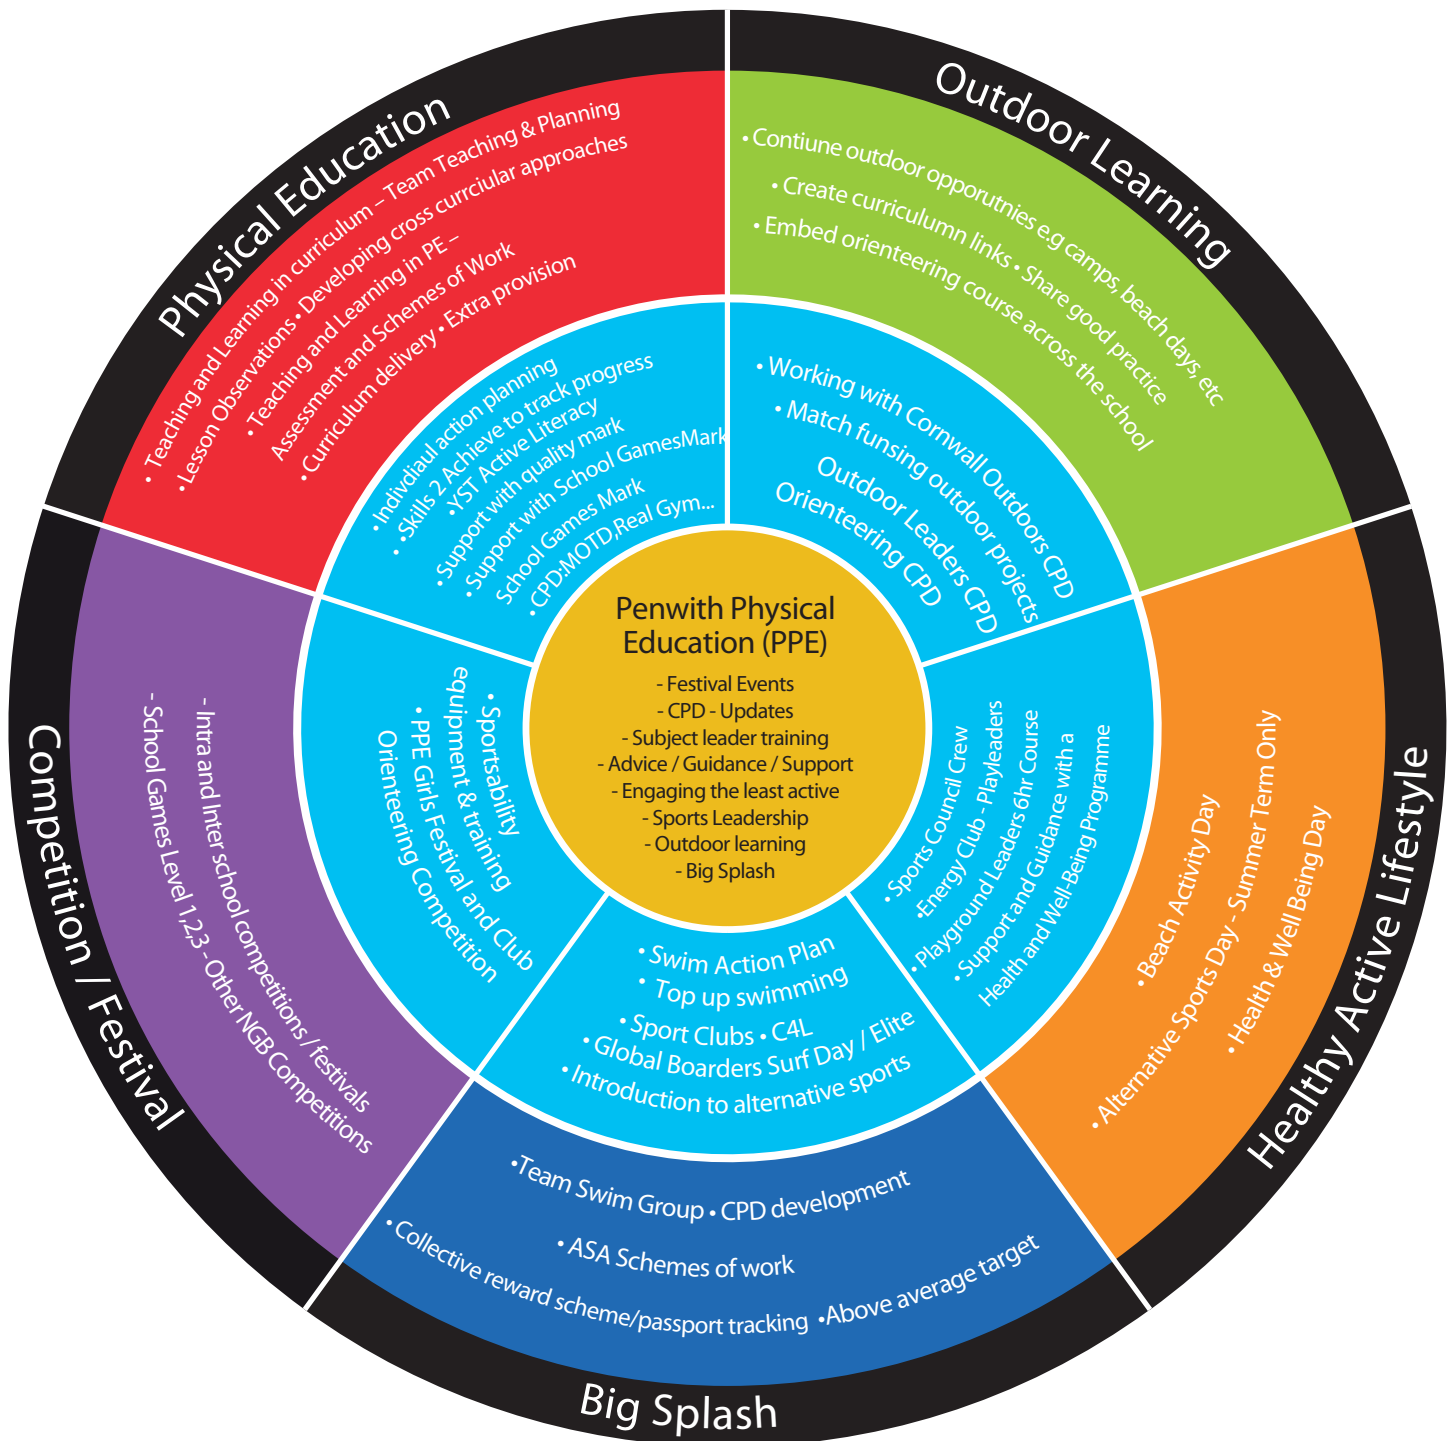 Physical Education
• Teaching and Learning in curriculum – Team Teaching & Planning
• Lesson Observations • Developing cross currciular approaches
• Teaching and Learning in PE –
Assessment and Schemes of Work
• Curriculum delivery • Extra provision
•Indivdiaul action planning
• •Skills 2 Achieve to track progress
•YST Active Literacy
•Support with quality mark
•Support with School GamesMark
School Games Mark
• CPD:MOTD,Real Gym...
Outdoor Learning
• Contiune outdoor opporutnies e.g camps, beach days, etc
• Create curriculumn links • Share good practice
• Embed orienteering course across the school
• Working with Cornwall Outdoors CPD
• Match funsing outdoor projects
Outdoor Leaders CPD
Orienteering CPD
Healthy Active Lifestyle
• Beach Activity Day
• Alternative Sports Day - Summer Term Only
• Health & Well Being Day
• Sports Council Crew
•Energy Club - Playleaders
• Playground Leaders 6hr Course
• Support and Guidance with a
Health and Well-Being Programme
Big Splash
•Team Swim Group • CPD development
• ASA Schemes of work
• Collective reward scheme/passport tracking •Above average target
• Swim Action Plan
• Top up swimming
• Sport Clubs • C4L
• Global Boarders Surf Day / Elite
• Introduction to alternative sports
Competition / Festival
- Intra and Inter school competitions / festivals
- School Games Level 1,2,3 - Other NGB Competitions
• Sportsability
equipment & training
• PPE Girls Festival and Club
Orienteering Competition
Penwith Physical
Education (PPE)
- Festival Events
- CPD - Updates
- Subject leader training
- Advice / Guidance / Support
- Engaging the least active
- Sports Leadership
- Outdoor learning
- Big Splash